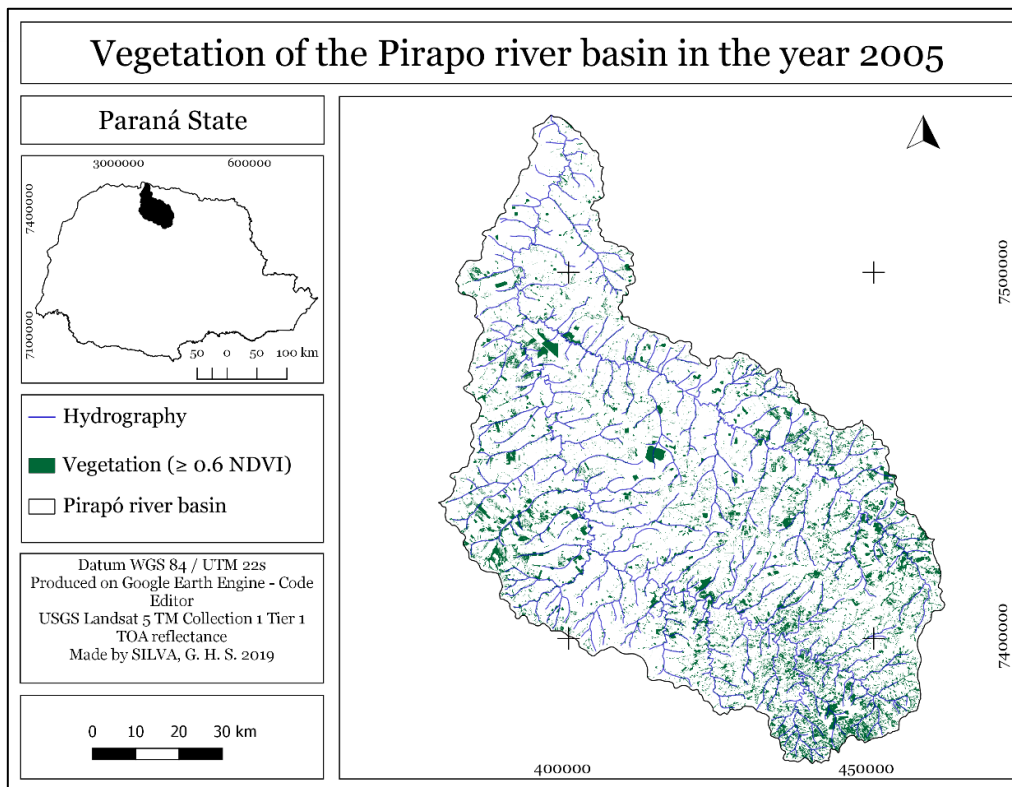 Vegetation of the Pirapo river basin in the year 2005
Paraná State
3000000 600000
7400000
7100000
50 0 50 100 km
Hydrography
Vegetation (≥ 0.6 NDVI)
Pirapó river basin
Datum WGS 84 / UTM 22s
Produced on Google Earth Engine - Code
Editor
USGS Landsat 5 TM Collection 1 Tier 1
TOA reflectance
Made by SILVA, G. H. S. 2019
0 10 20 30 km
7500000
7400000
400000 450000